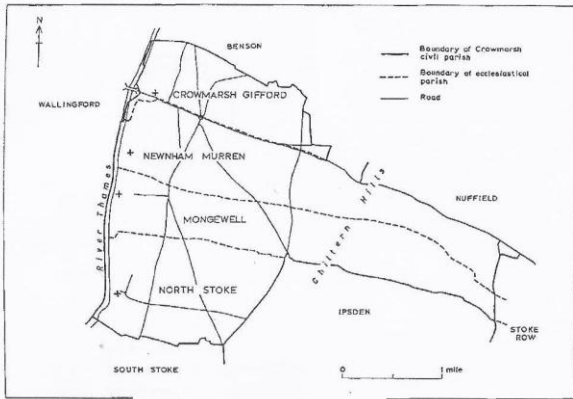 N
BENSON
Boundary of Crowmarsh
civil parish
Boundary of ecclesiastical
parish
Road
WALLINGFORD
CROWMARSH GIFFORD
NEWNHAM MURREN
River Thames
MONGEWELL
Chiltern Hills
NUFFIELD
NORTH STOKE
IPSDEN
STOKE
ROW
SOUTH STOKE
0 1 mile